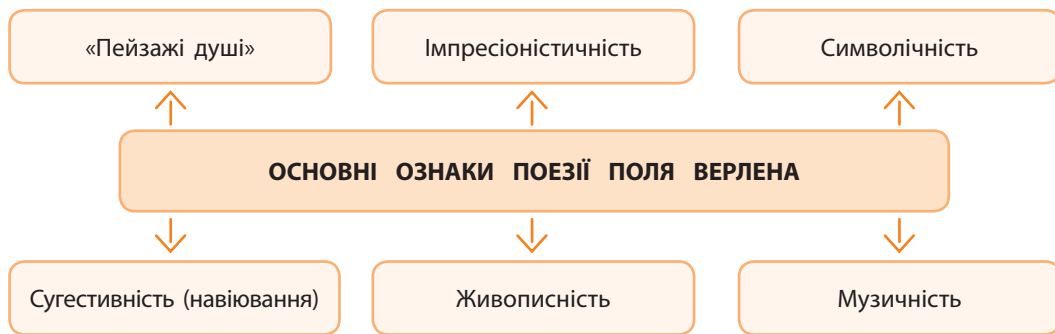 «Пейзажі душі»
Імпресіоністичність
Символічність
ОСНОВНІ ОЗНАКИ ПОЕЗІЇ ПОЛЯ ВЕРЛЕНА
Сугестивність (навіювання)
Живописність
Музичність